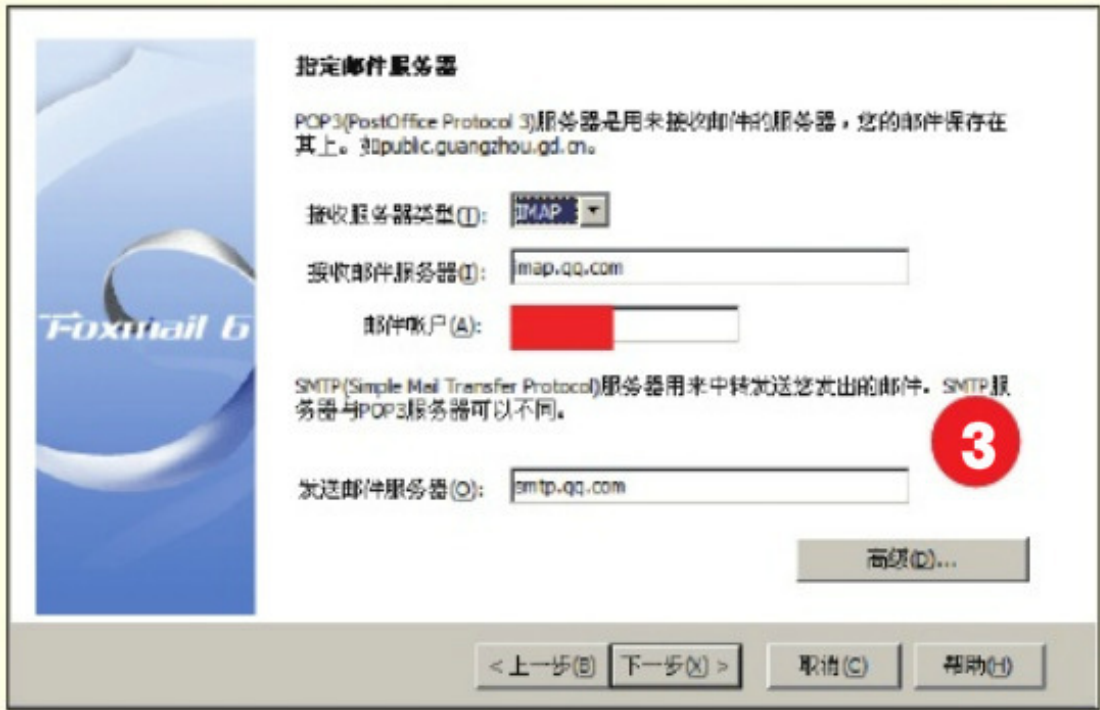 指定邮件服务器
POP3(PostOffice Protocol 3)服务器是用来接收邮件的服务器，您的邮件保存在
其上。如public.guangzhou.gd.cn。
接收服务器类型(T): IMAP
接收邮件服务器(I): imap.qq.com
Foxmail 6
邮件帐户(A):
SMTP(Simple Mail Transfer Protocol)服务器用来中转发送您发出的邮件。SMTP服
务器与POP3服务器可以不同。
3
发送邮件服务器(O): smtp.qq.com
高级(D)...
<上一步(B) 下一步(X) > 取消(C) 帮助(H)